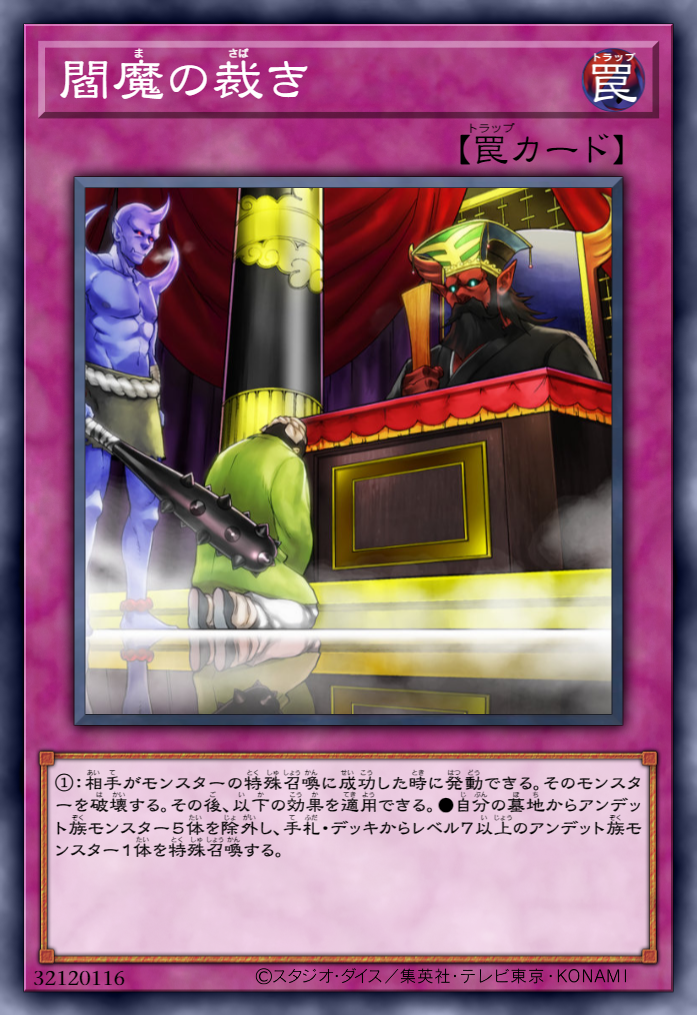 閻魔の裁き
罠
【罠カード】
①：相手がモンスターの特殊召喚に成功した時に発動できる。そのモンスタ
ーを破壊する。その後、以下の効果を適用できる。●自分の墓地からアンデッ
ト族モンスター５体を除外し、手札・デッキからレベル７以上のアンデット族モ
ンスター１体を特殊召喚する。
32120116 ©スタジオ・ダイス／集英社・テレビ東京・KONAMI